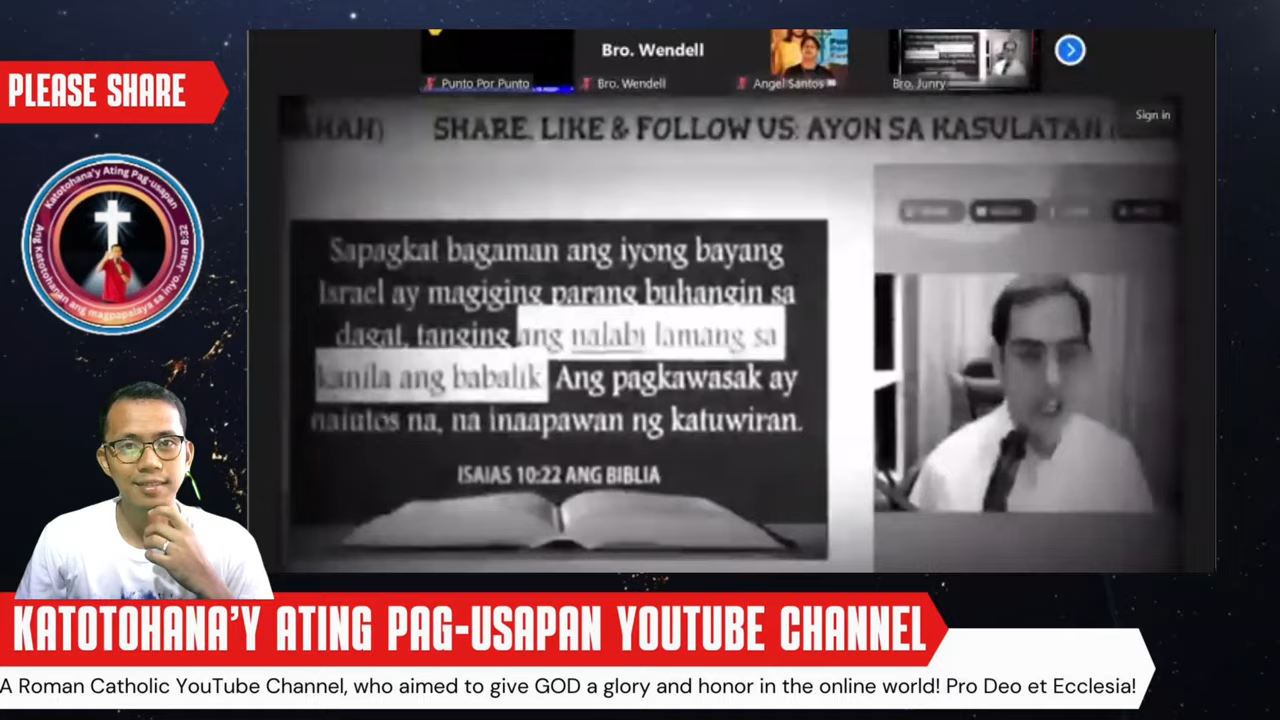 PLEASE SHARE
Katotohana'y Ating Pag-usapan
Ang Katotohanan ang magpapalaya sa inyo. Juan 8:32
Bro. Wendell
Punto Por Punto
Bro. Wendell
Angel Santos
Bro. Junry
Sign in
SHARE, LIKE & FOLLOW US: AYON SA KASULATAN
Sapagkat bagaman ang iyong bayang
Israel ay magiging parang buhangin sa
dagat, tanging ang nalabi lamang sa
kanila ang babalik. Ang pagkawasak ay
naiutos na, na inaapawan ng katuwiran.
ISAIAS 10:22 ANG BIBLIA
KATOTOHANA'Y ATING PAG-USAPAN YOUTUBE CHANNEL
A Roman Catholic YouTube Channel, who aimed to give GOD a glory and honor in the online world! Pro Deo et Ecclesia!